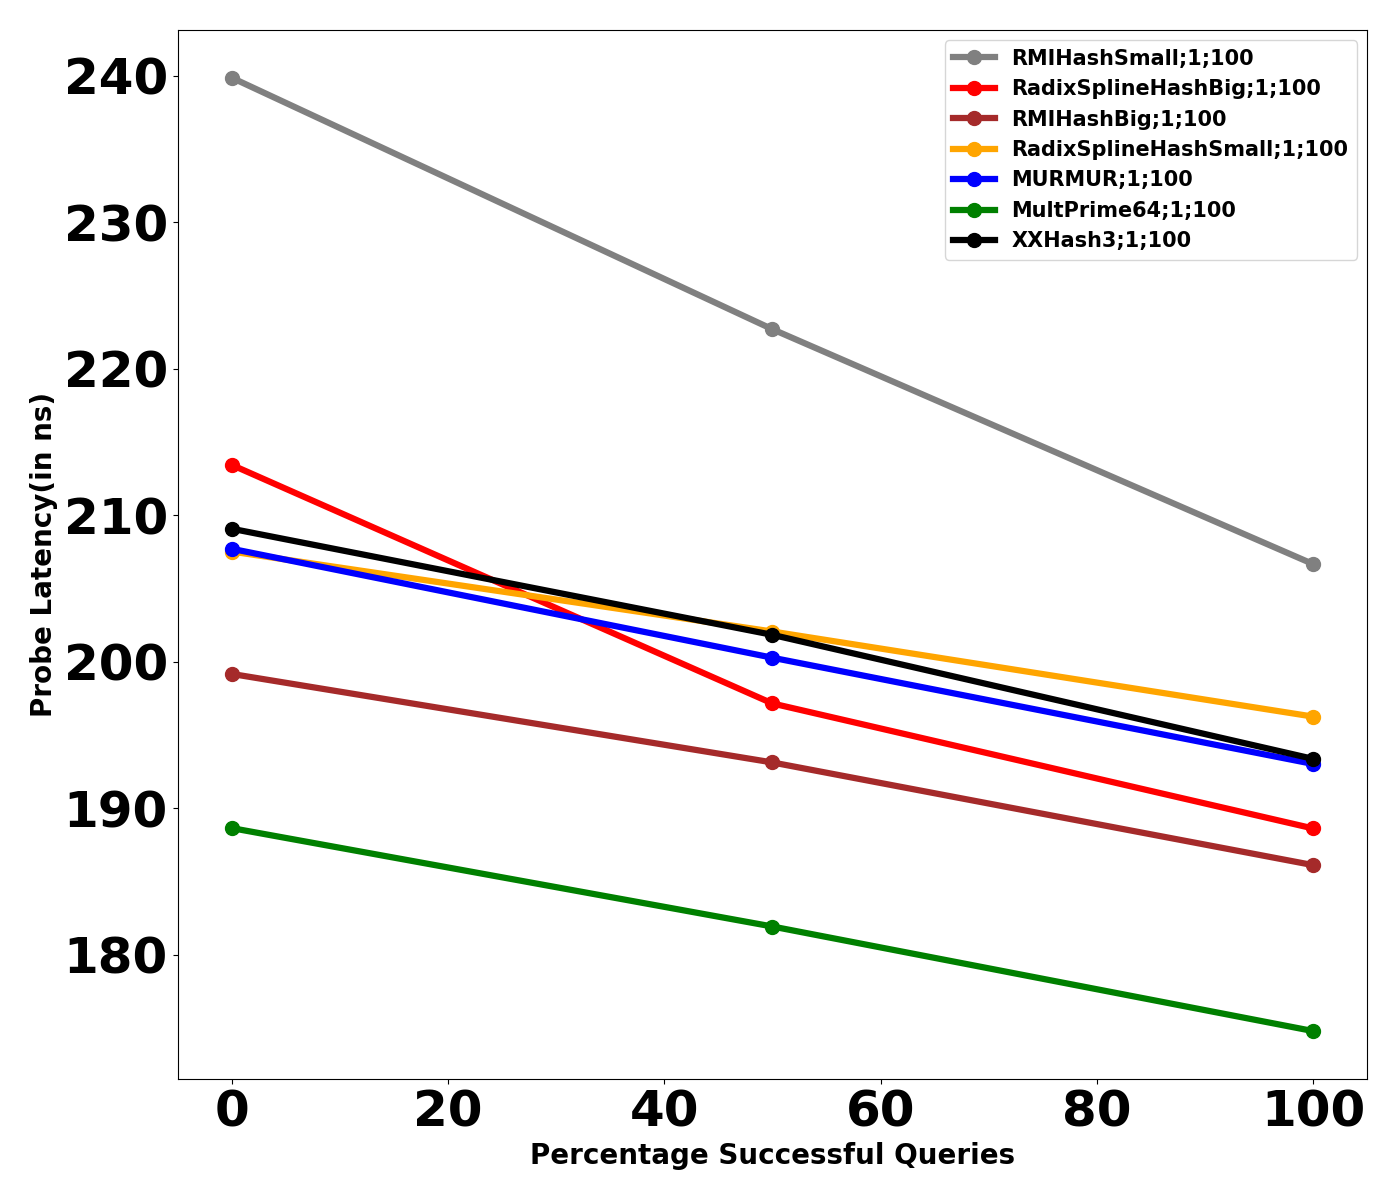 RMIHashSmall;1;100
RadixSplineHashBig;1;100
RMIHashBig;1;100
RadixSplineHashSmall;1;100
MURMUR;1;100
MultPrime64;1;100
XXHash3;1;100
240
230
220
210
200
190
180
Probe Latency(in ns)
0 20 40 60 80 100
Percentage Successful Queries